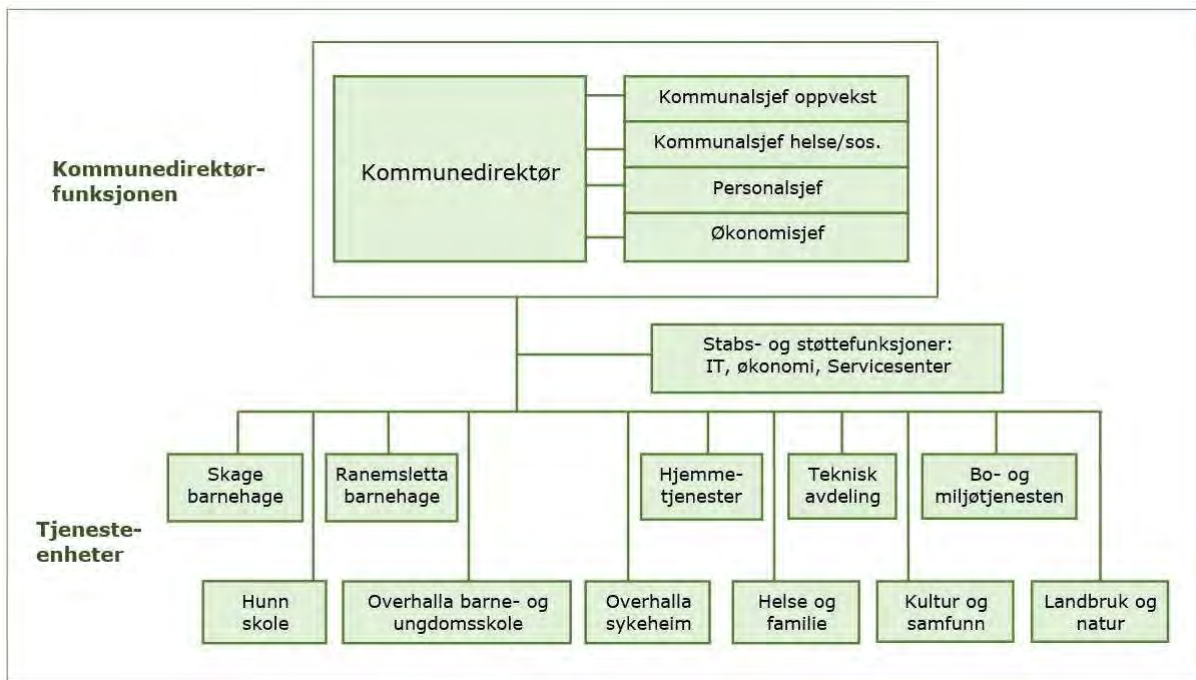 Kommunedirektør-
funksjonen
Kommunedirektør
Kommunalsjef oppvekst
Kommunalsjef helse/sos.
Personalsjef
Økonomisjef
Stabs- og støttefunksjoner:
IT, økonomi, Servicesenter
Tjeneste-
enheter
Skage
barnehage
Ranemsletta
barnehage
Hjemme-
tjenester
Teknisk
avdeling
Bo- og
miljøtjenesten
Hunn
skole
Overhalla barne- og
ungdomsskole
Overhalla
sykeheim
Helse og
familie
Kultur og
samfunn
Landbruk og
natur